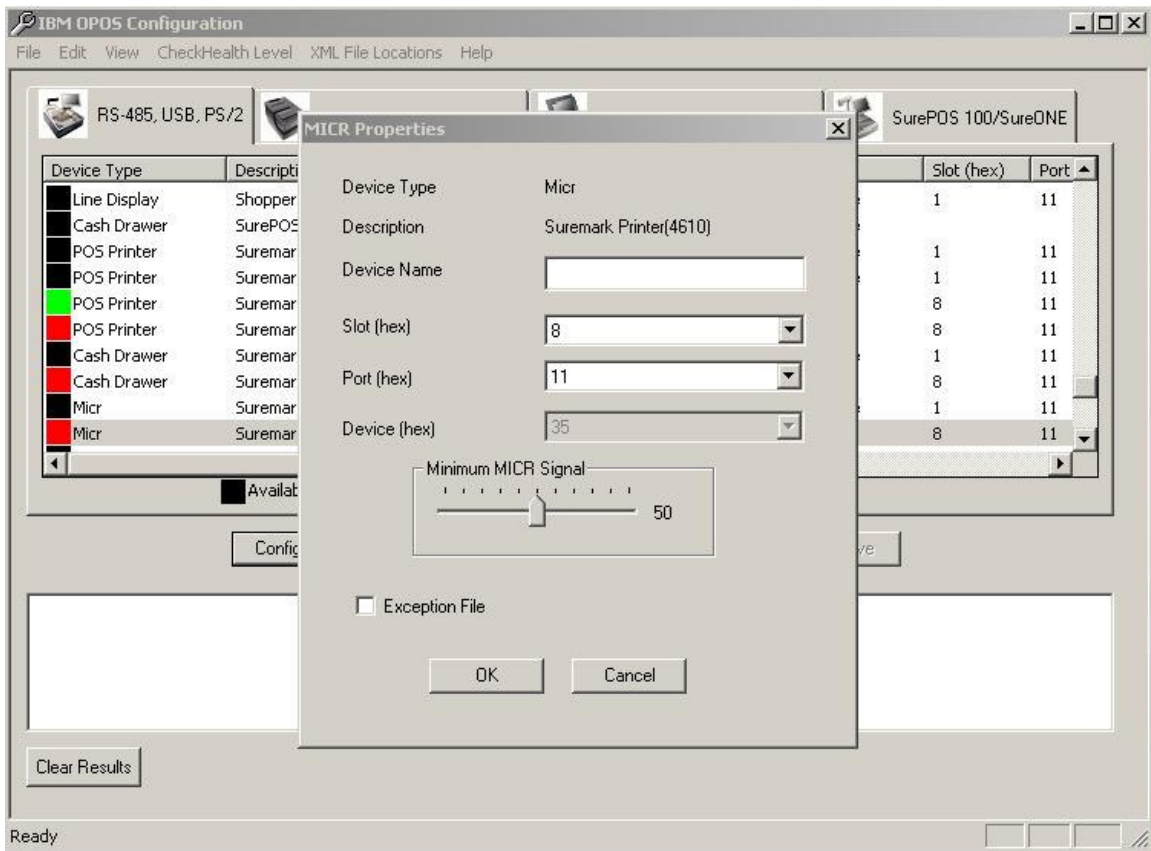 IBM OPOS Configuration
File Edit View CheckHealth Level XML File Locations Help
RS-485, USB, PS/2
SurePOS 100/SureONE
MICR Properties
Device Type Descripti Slot (hex) Port
Line Display Shopper 1 11
Cash Drawer SurePOS
POS Printer Suremar 1 11
POS Printer Suremar 1 11
POS Printer Suremar 8 11
POS Printer Suremar 8 11
Cash Drawer Suremar 1 11
Cash Drawer Suremar 8 11
Micr Suremar 1 11
Micr Suremar 8 11
Device Type Micr
Description Suremark Printer(4610)
Device Name
Slot (hex) 8
Port (hex) 11
Device (hex) 35
Minimum MICR Signal
50
Exception File
OK Cancel
Availab
Config
ve
Clear Results
Ready